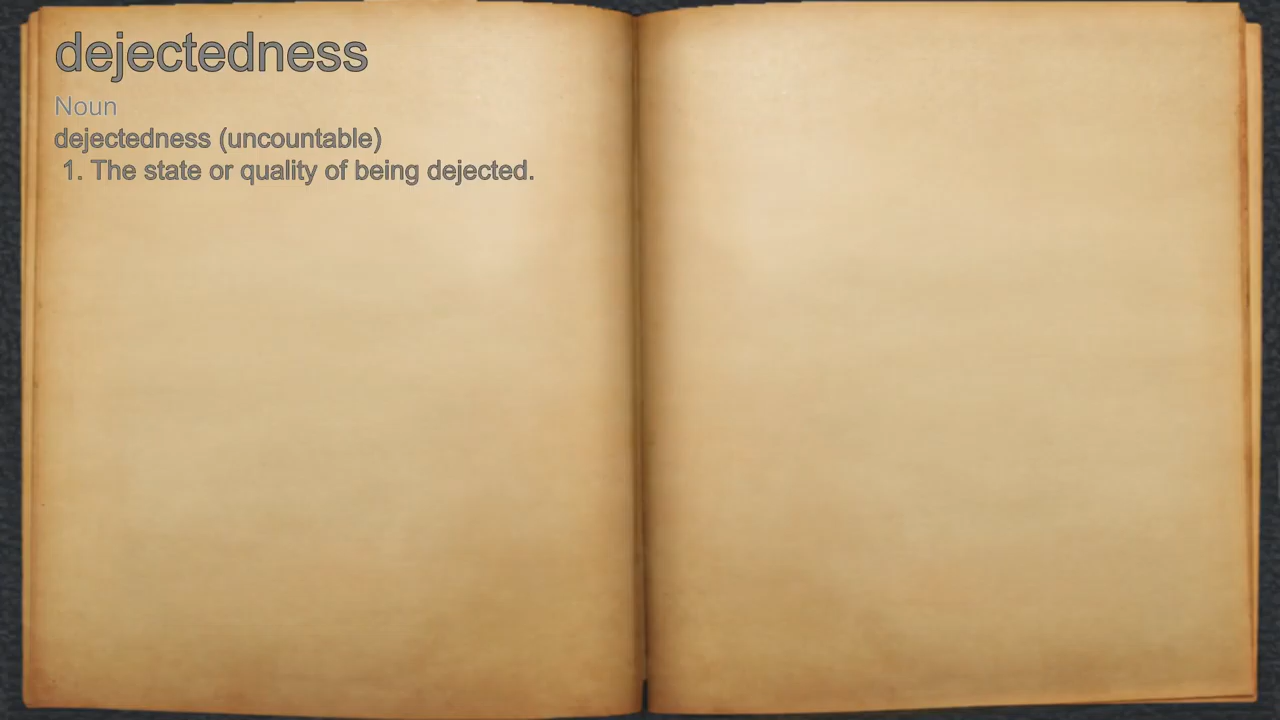 dejectedness
Noun
dejectedness (uncountable)
1. The state or quality of being dejected.